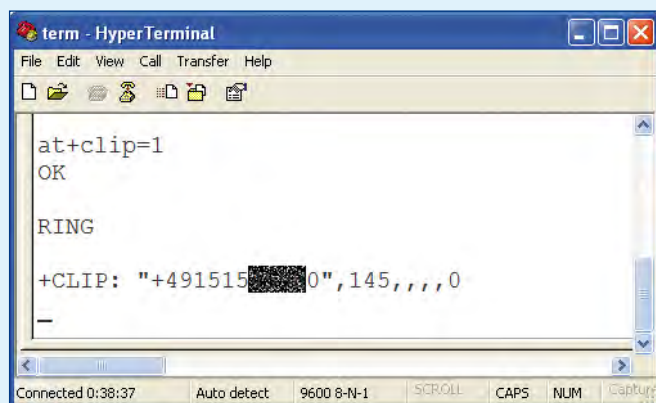 term - HyperTerminal
File Edit View Call Transfer Help
at+clip=1
OK
RING
+CLIP: "+491515 0",145,,,,0
Connected 0:38:37 Auto detect 9600 8-N-1 SCROLL CAPS NUM Capture